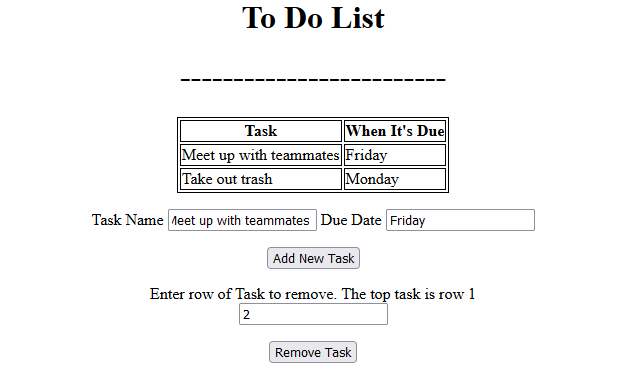 To Do List
-------------------------
Task When It's Due
Meet up with teammates Friday
Take out trash Monday
Task Name Meet up with teammates Due Date Friday
Add New Task
Enter row of Task to remove. The top task is row 1
2
Remove Task